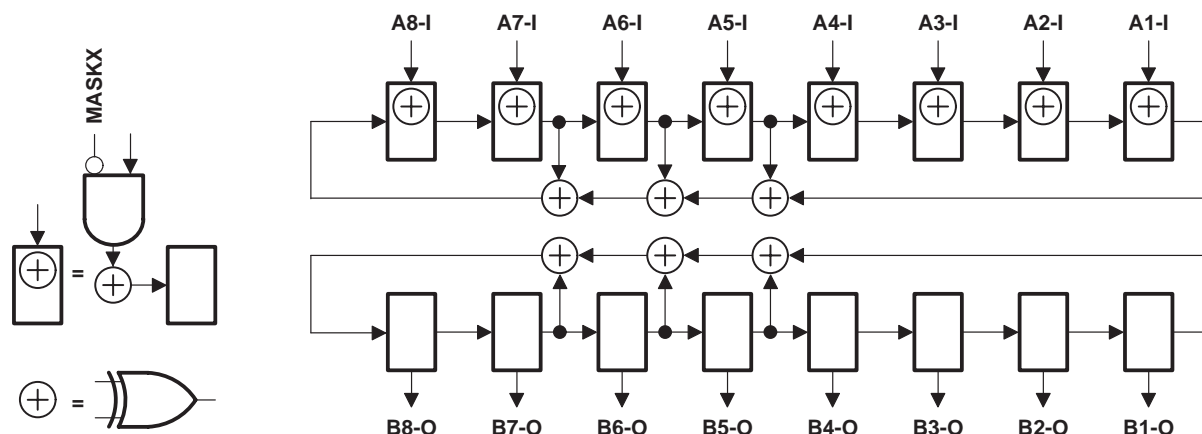 A8-I A7-I A6-I A5-I A4-I A3-I A2-I A1-I
MASKX
=
=
B8-O B7-O B6-O B5-O B4-O B3-O B2-O B1-O